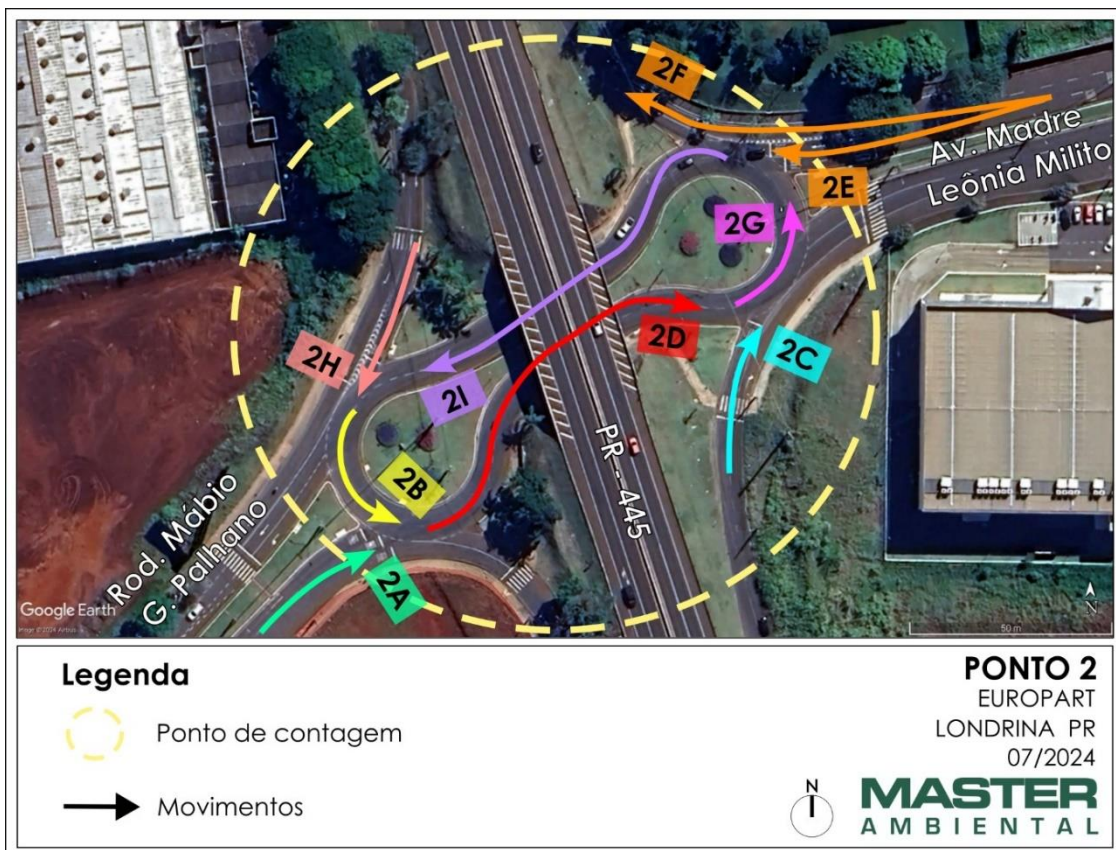 2F
Av. Madre
Leônia Milito
2E
2G
2D
2C
2H
2I
PR - 445
2B
Rod. Mábio
G. Palhano
2A
Google Earth
N
50 m
Legenda
Ponto de contagem
Movimentos
PONTO 2
EUROPART
LONDRINA PR
07/2024
N
MASTER
AMBIENTAL